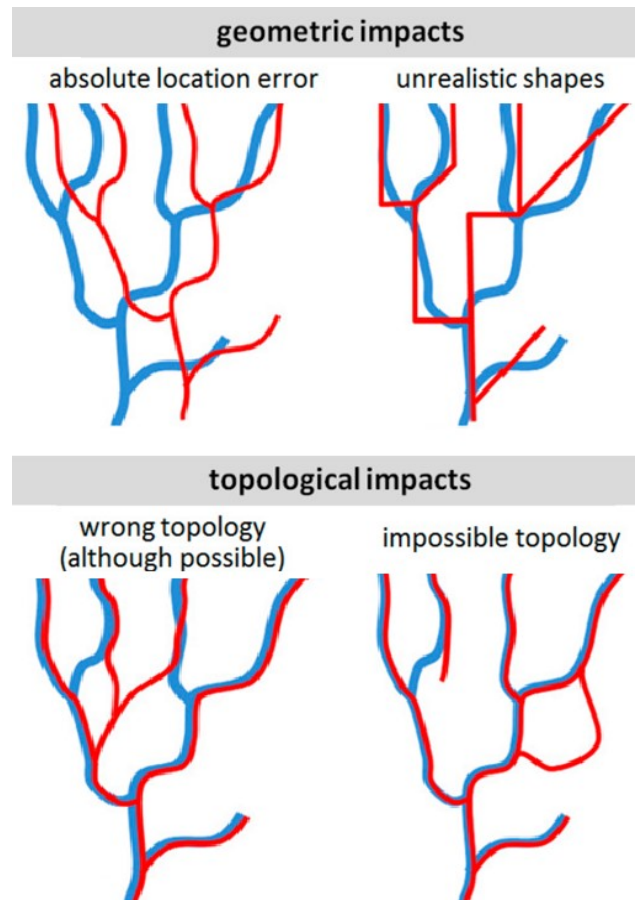 geometric impacts
absolute location error
unrealistic shapes
topological impacts
wrong topology
(although possible)
impossible topology